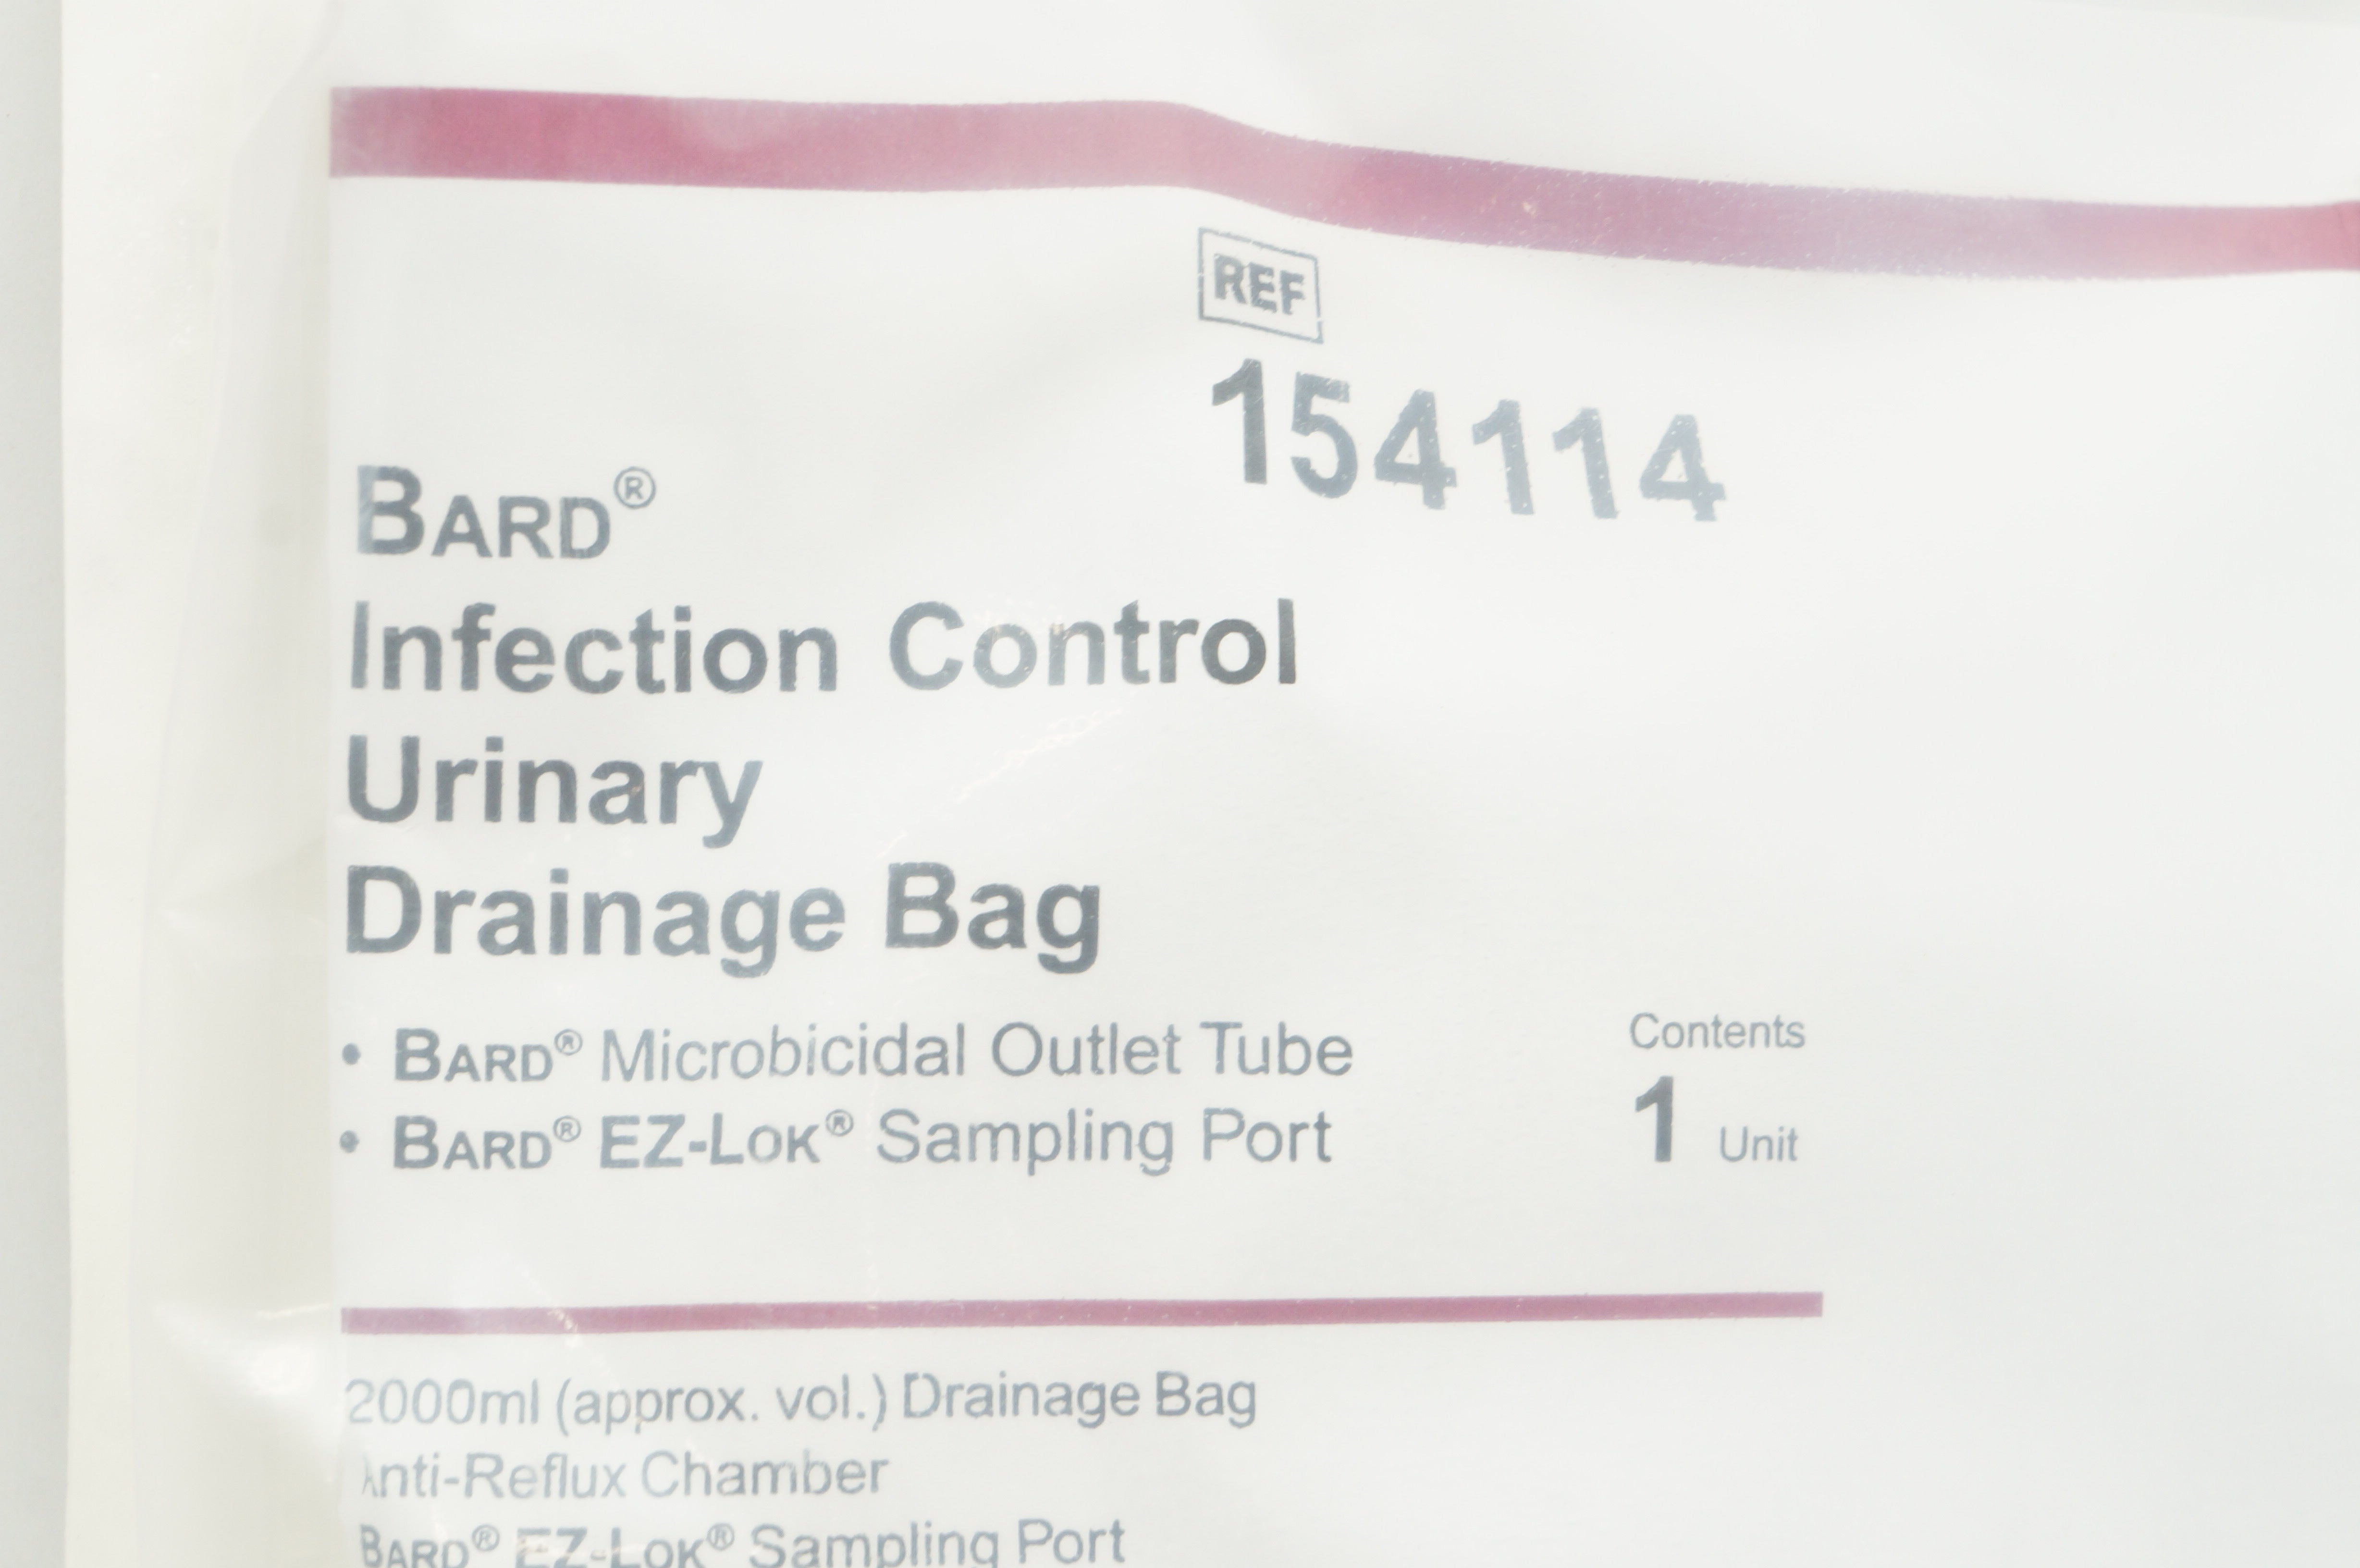 REF
154114
BARD®
Infection Control
Urinary
Drainage Bag
• BARD® Microbicidal Outlet Tube
• BARD® EZ-LOK® Sampling Port
Contents
1 Unit
2000ml (approx. vol.) Drainage Bag
Anti-Reflux Chamber
BARD® EZ-LOK® Sampling Port